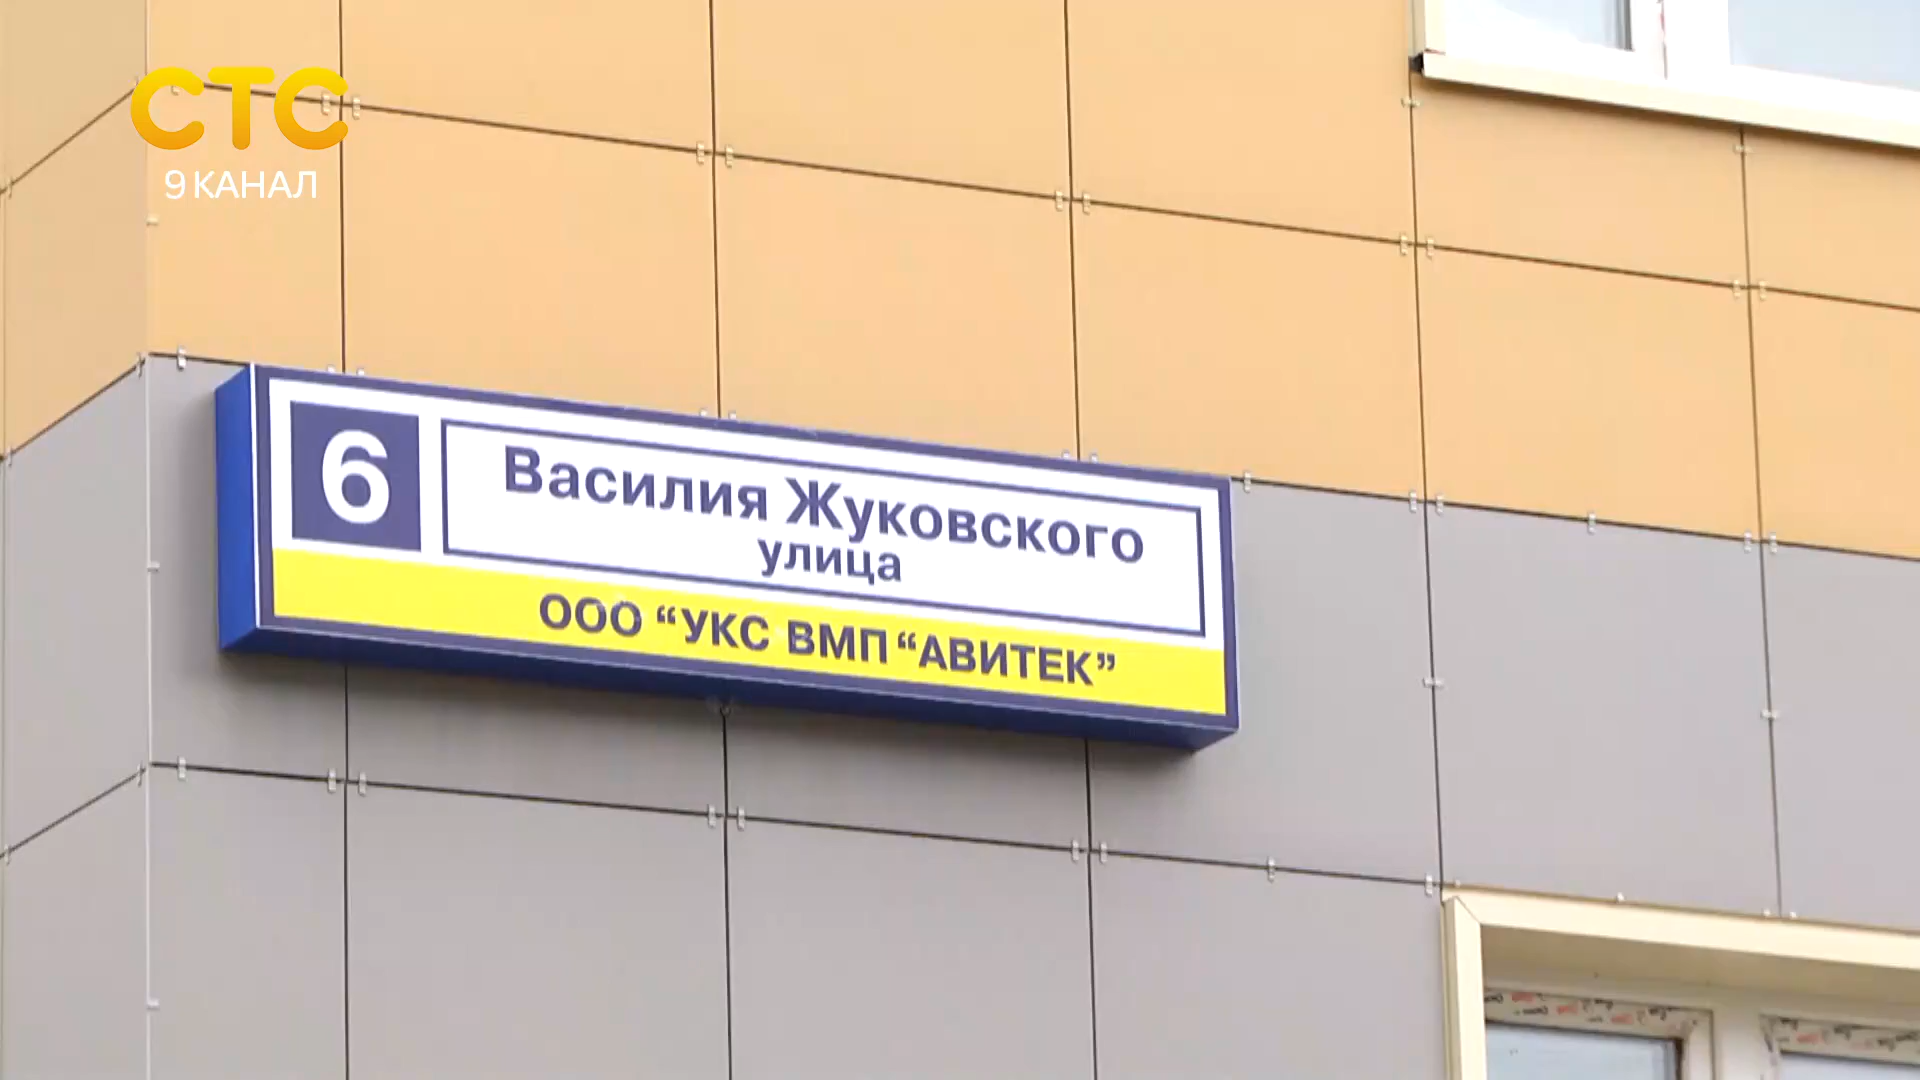 СТС
9 КАНАЛ
6
Василия Жуковского
улица
ООО “УКС ВМП “АВИТЕК”